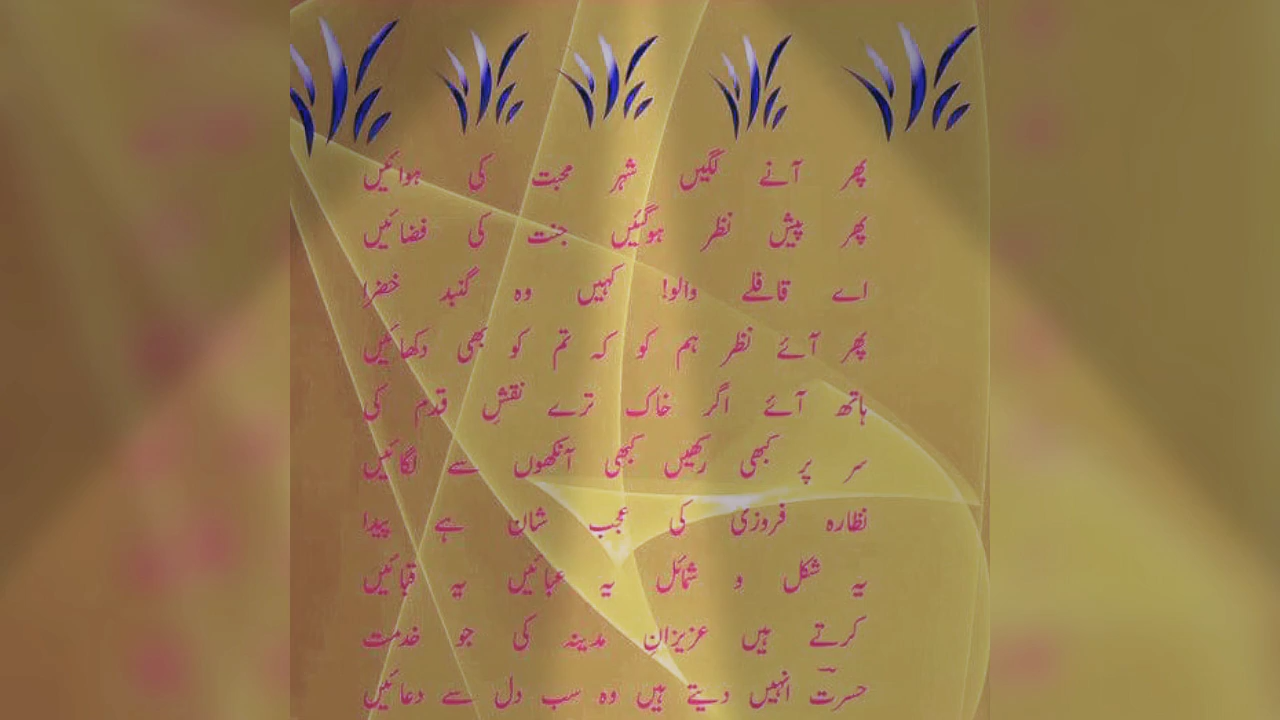 پھر آنے لگیں شہر محبت کی ہوائیں
پھر پیش نظر ہوگئیں جنت کی فضائیں
اے قافلے والو! کہیں وہ گنبد خضرا
پھر آئے نظر ہم کو کہ تم کو بھی دکھائیں
ہاتھ آئے اگر خاک ترے نقشِ قدم کی
سر پر کبھی رکھیں کبھی آنکھوں سے لگائیں
نظارہ فروزی کی عجب شان ہے پیدا
یہ شکل و شمائل یہ عبائیں یہ قبائیں
کرتے ہیں عزیزانِ مدینہ کی جو خدمت
حسرتؔ انہیں دیتے ہیں وہ سب دل سے دعائیں